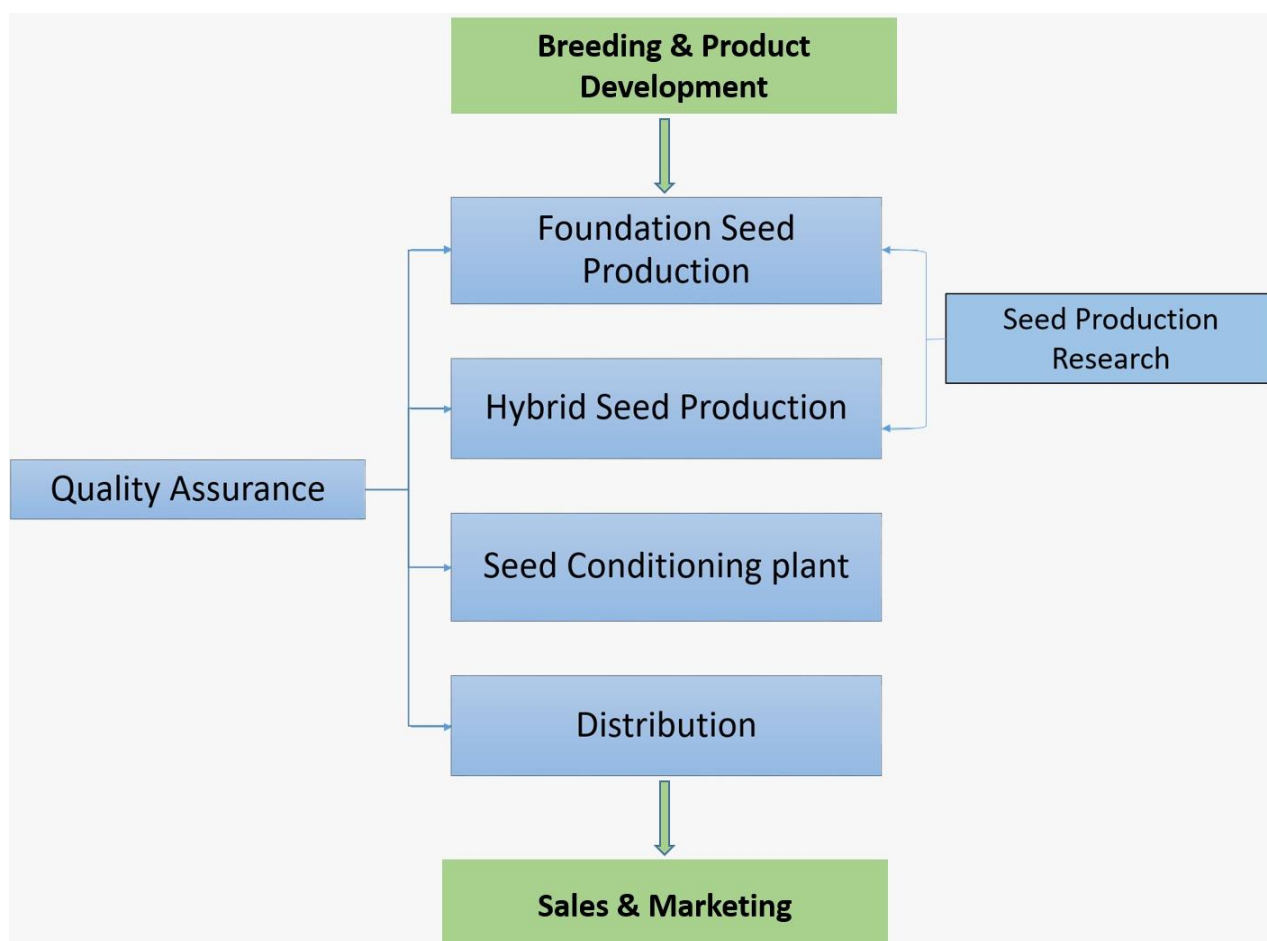 Breeding & Product
Development
Foundation Seed
Production
Seed Production
Research
Hybrid Seed Production
Quality Assurance
Seed Conditioning plant
Distribution
Sales & Marketing